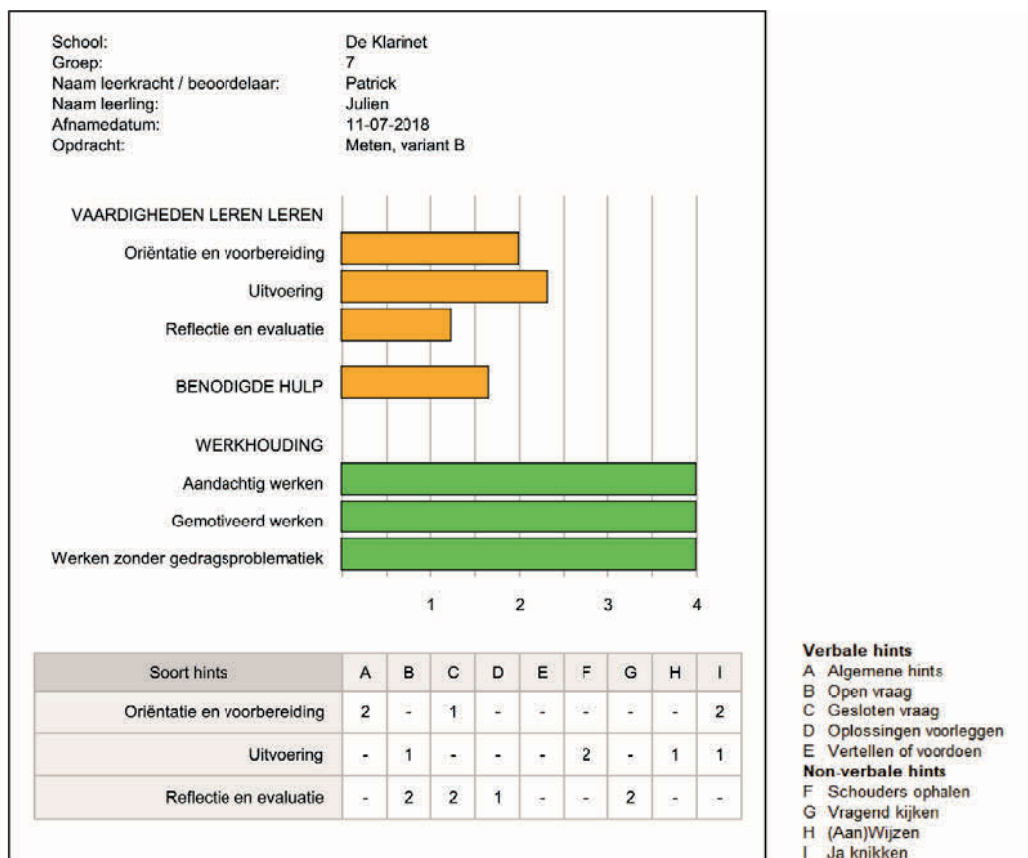 School: De Klarinet
Groep: 7
Naam leerkracht / beoordelaar: Patrick
Naam leerling: Julien
Afnamedatum: 11-07-2018
Opdracht: Meten, variant B
VAARDIGHEDEN LEREN LEREN
Oriëntatie en voorbereiding
Uitvoering
Reflectie en evaluatie
BENODIGDE HULP
WERKHOUDING
Aandachtig werken
Gemotiveerd werken
Werken zonder gedragsproblematiek
1 2 3 4
Soort hints A B C D E F G H I
Oriëntatie en voorbereiding 2 - 1 - - - - - 2
Uitvoering - 1 - - - 2 - 1 1
Reflectie en evaluatie - 2 2 1 - - 2 - -
Verbale hints
A Algemene hints
B Open vraag
C Gesloten vraag
D Oplossingen voorleggen
E Vertellen of voordoen
Non-verbale hints
F Schouders ophalen
G Vragend kijken
H (Aan)Wijzen
I Ja knikken